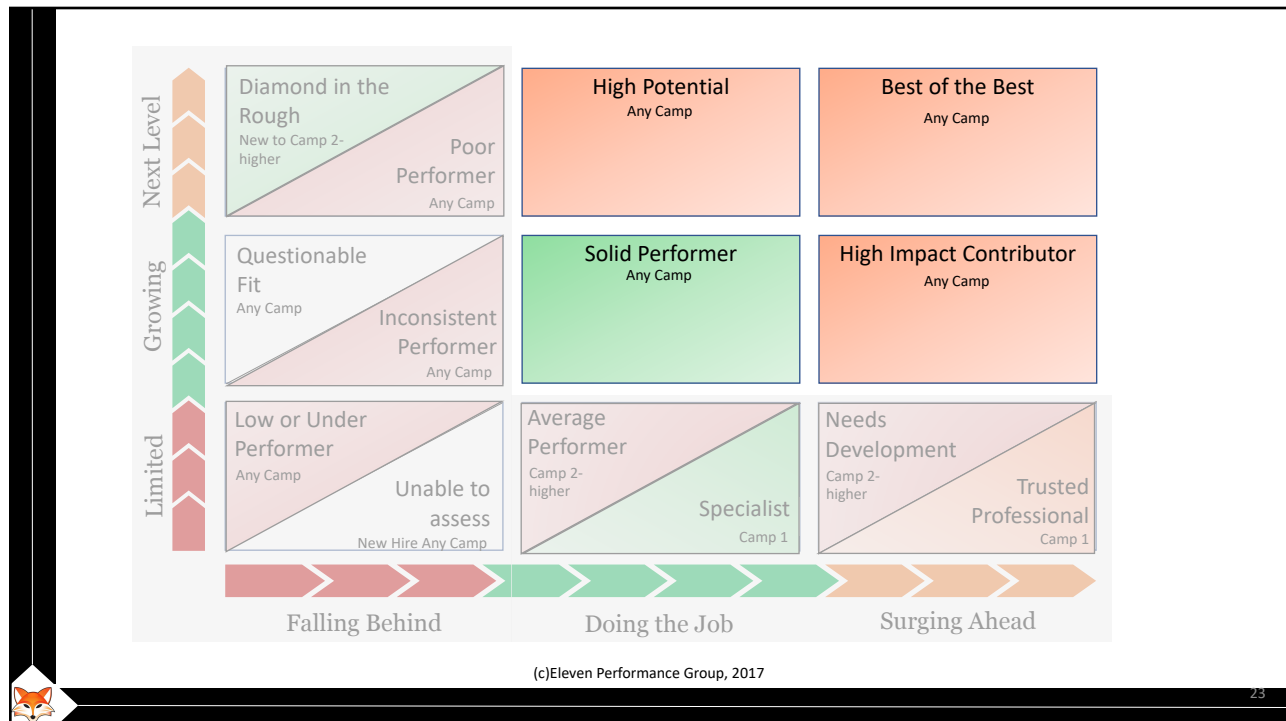 Next Level
Growing
Limited
Diamond in the
Rough
New to Camp 2-
higher
Poor
Performer
Any Camp
High Potential
Any Camp
Best of the Best
Any Camp
Questionable
Fit
Any Camp
Inconsistent
Performer
Any Camp
Solid Performer
Any Camp
High Impact Contributor
Any Camp
Low or Under
Performer
Any Camp
Unable to
assess
New Hire Any Camp
Average
Performer
Camp 2-
higher
Specialist
Camp 1
Needs
Development
Camp 2-
higher
Trusted
Professional
Camp 1
Falling Behind
Doing the Job
Surging Ahead
(c)Eleven Performance Group, 2017
23